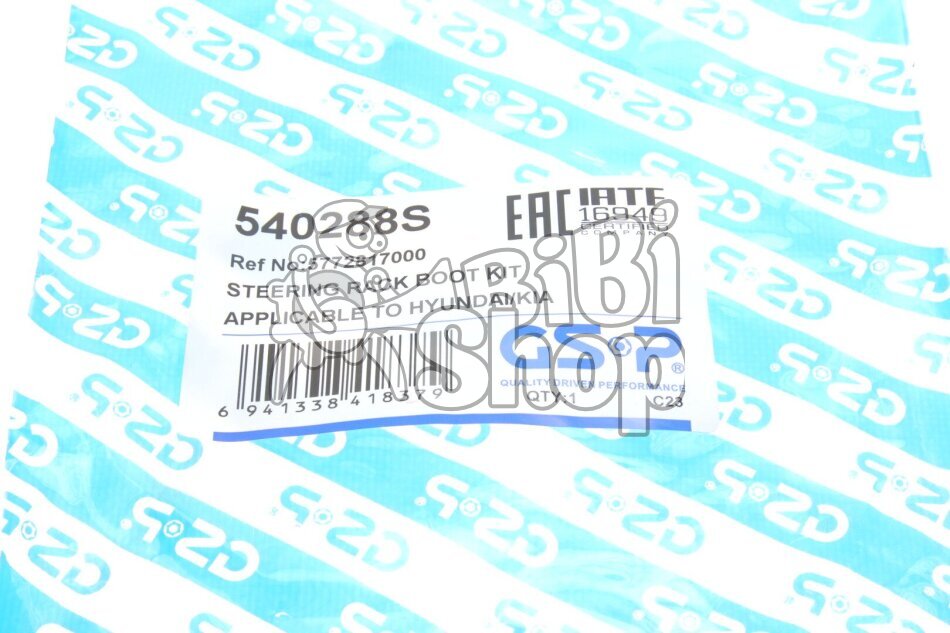 540288S
EAC IATF
16949
CERTIFIED
COMPANY
Ref No:5772817000
STEERING RACK BOOT KIT
APPLICABLE TO HYUNDAI/KIA
BiBi
Shop
GSP®
QUALITY DRIVEN PERFORMANCE
QTY:1 C23
6 941338 418379